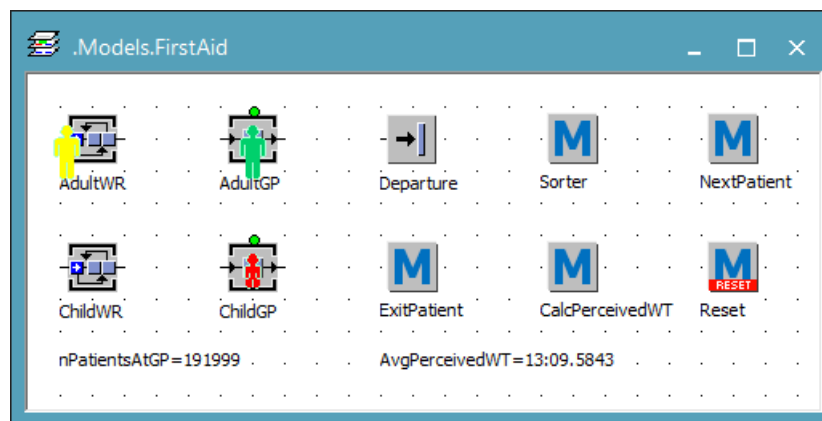 .Models.FirstAid
AdultWR AdultGP Departure Sorter NextPatient
ChildWR ChildGP ExitPatient CalcPerceivedWT Reset
M M
M M M
RESET
nPatientsAtGP=191999 AvgPerceivedWT=13:09.5843